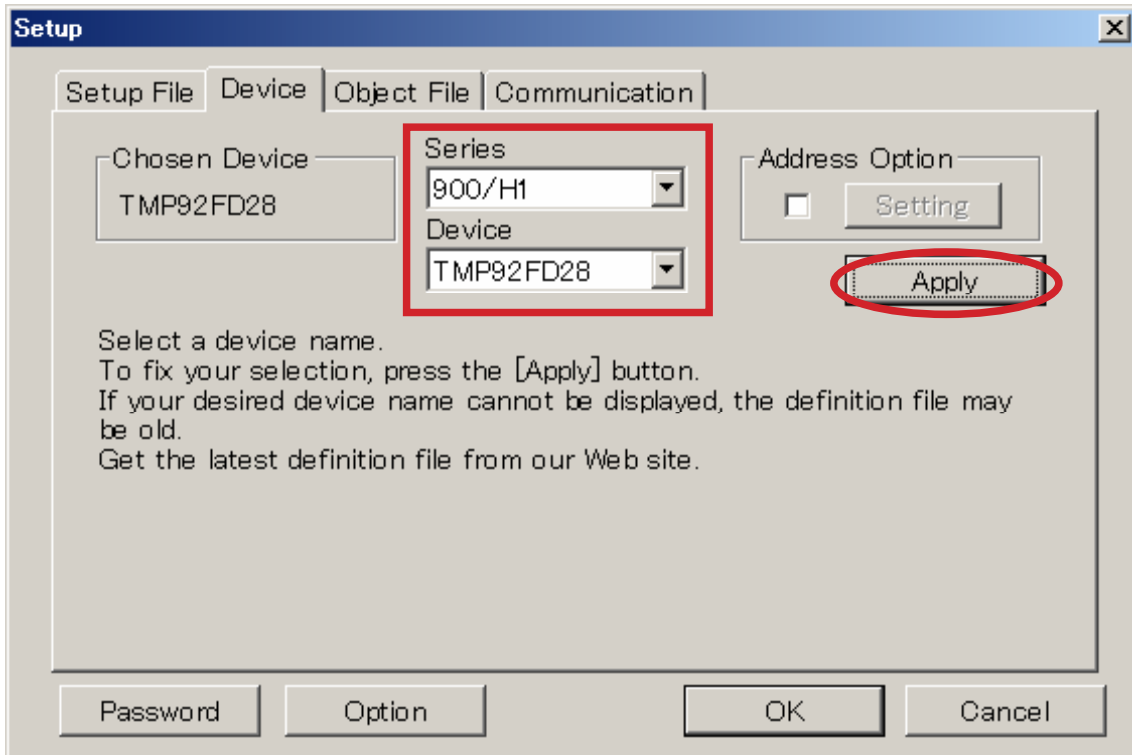 Setup
Setup File
Device
Object File
Communication
Chosen Device
TMP92FD28
Series
900/H1
Device
TMP92FD28
Address Option
Setting
Apply
Select a device name.
To fix your selection, press the [Apply] button.
If your desired device name cannot be displayed, the definition file may
be old.
Get the latest definition file from our Web site.
Password
Option
OK
Cancel